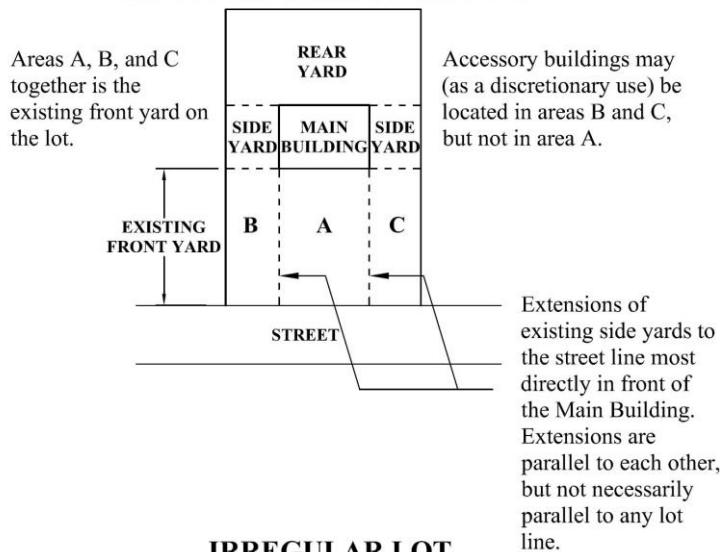 Areas A, B, and C
together is the
existing front yard on
the lot.
REAR
YARD
Accessory buildings may
(as a discretionary use) be
located in areas B and C,
but not in area A.
SIDE
YARD
MAIN
BUILDING
SIDE
YARD
EXISTING
FRONT YARD
B
A
C
STREET
Extensions of
existing side yards to
the street line most
directly in front of
the Main Building.
Extensions are
parallel to each other,
but not necessarily
parallel to any lot
line.
IRREGULAR LOT